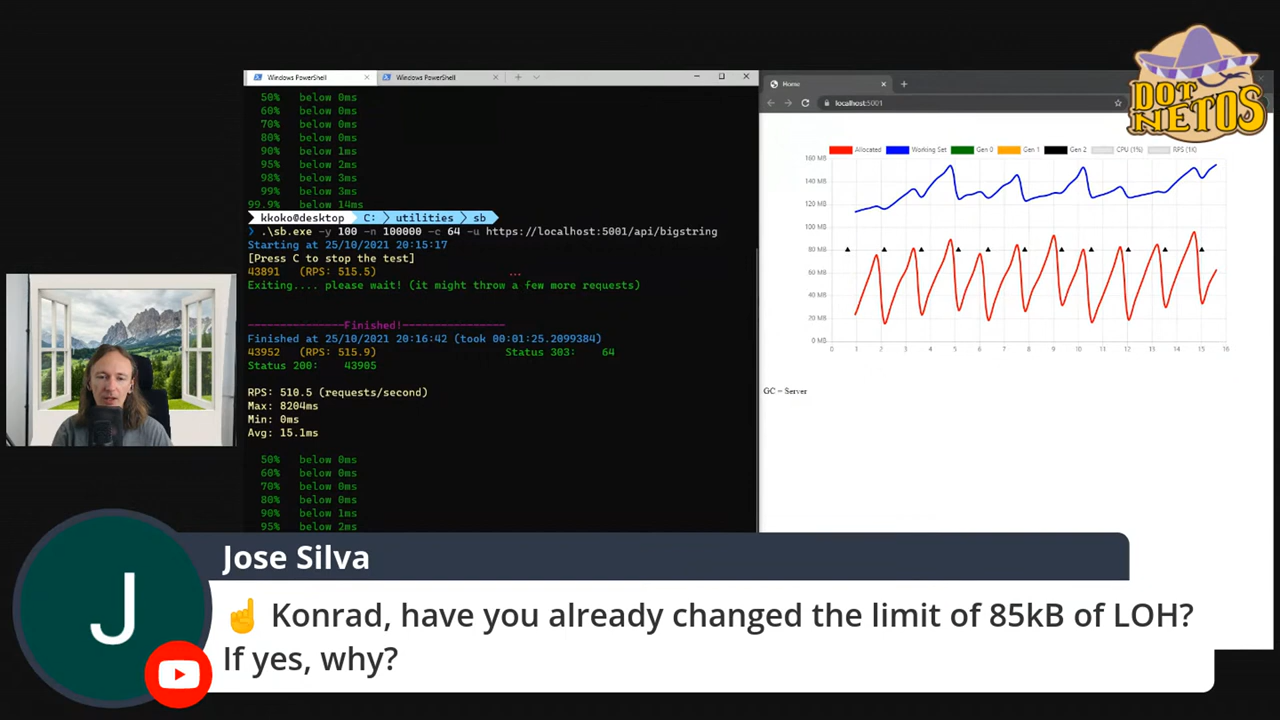 DOT
NETOS
Windows PowerShell
Windows PowerShell
50% below 0ms
60% below 0ms
70% below 0ms
80% below 0ms
90% below 1ms
95% below 2ms
98% below 3ms
99% below 3ms
99.9% below 14ms
kkoko@desktop C: utilities sb
.\sb.exe -y 100 -n 100000 -c 64 -u https://localhost:5001/api/bigstring
Starting at 25/10/2021 20:15:17
[Press C to stop the test]
43891 (RPS: 515.5) ...
Exiting.... please wait! (it might throw a few more requests)
---------------Finished!----------------
Finished at 25/10/2021 20:16:42 (took 00:01:25.2099384)
43952 (RPS: 515.9) Status 303: 64
Status 200: 43905
RPS: 510.5 (requests/second)
Max: 8204ms
Min: 0ms
Avg: 15.1ms
50% below 0ms
60% below 0ms
70% below 0ms
80% below 0ms
90% below 1ms
95% below 2ms
Home
localhost:5001
Allocated Working Set Gen 0 Gen 1 Gen 2 CPU (1%) RPS (1K)
160 MB
140 MB
120 MB
100 MB
80 MB
60 MB
40 MB
20 MB
0 MB
0 1 2 3 4 5 6 7 8 9 10 11 12 13 14 15 16
GC = Server
J
Jose Silva
☝ Konrad, have you already changed the limit of 85kB of LOH?
If yes, why?